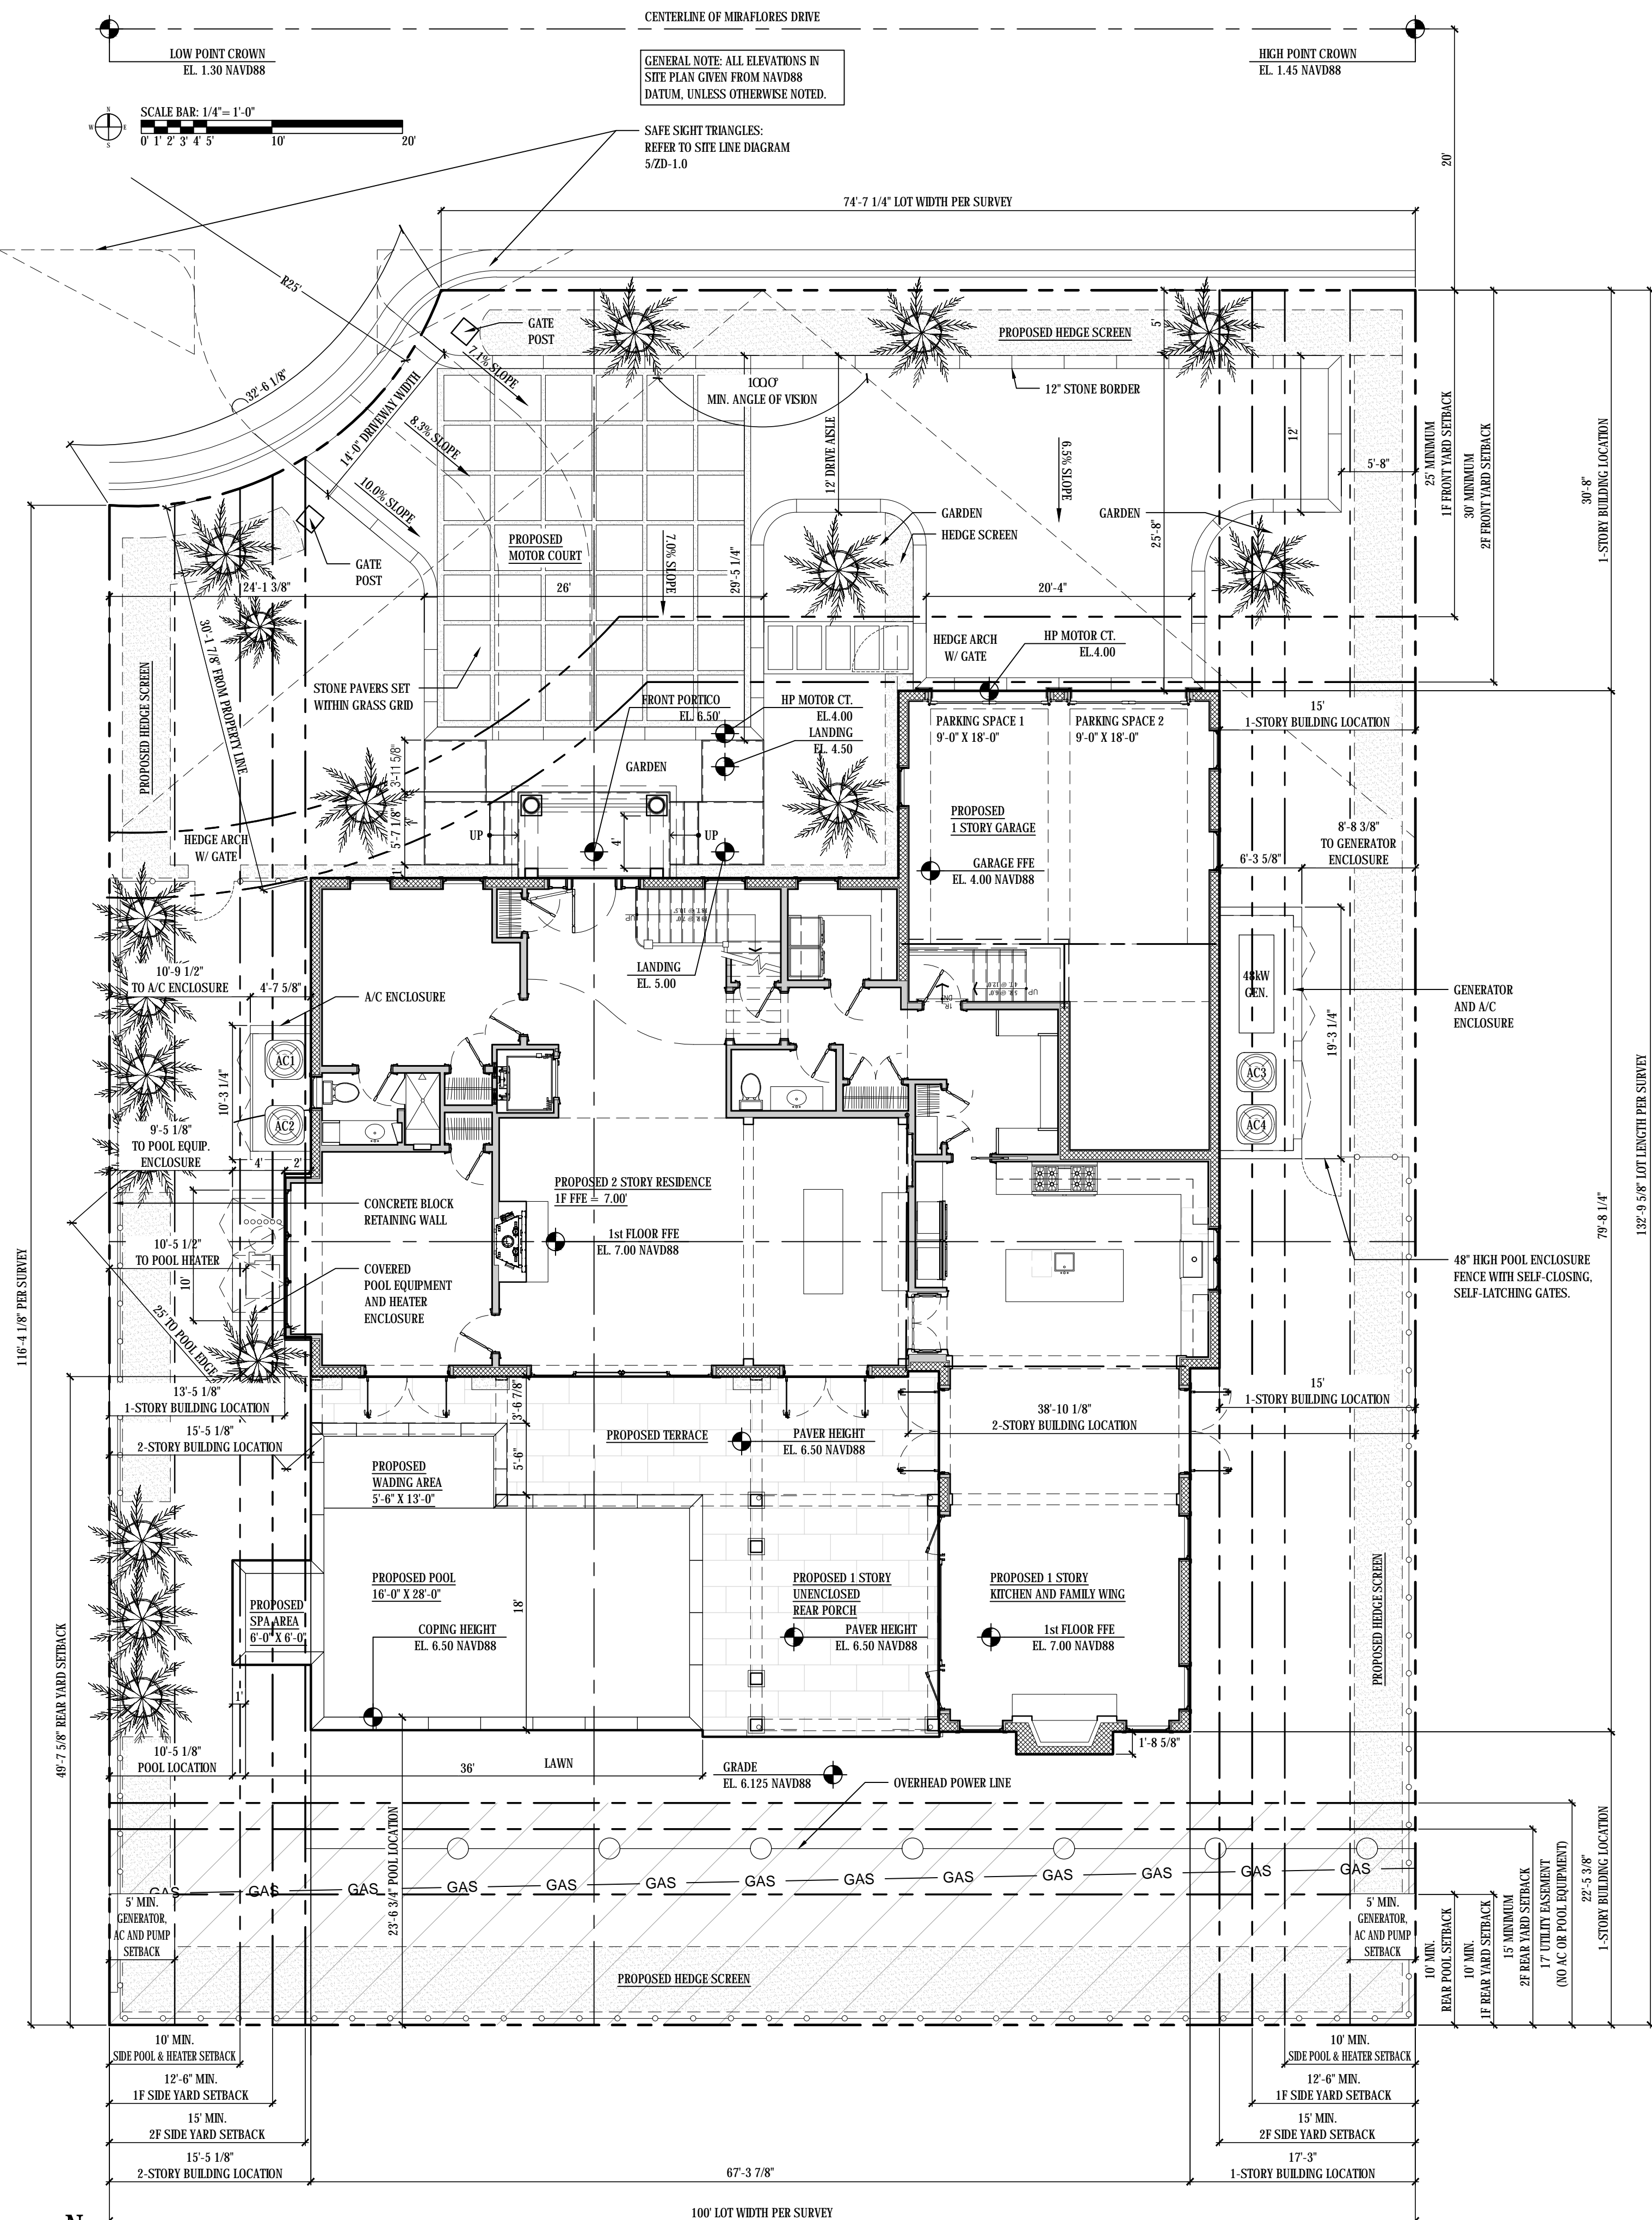 CENTERLINE OF MIRAFLORES DRIVE
LOW POINT CROWN
EL. 1.30 NAVD88
GENERAL NOTE: ALL ELEVATIONS IN
SITE PLAN GIVEN FROM NAVD88
DATUM, UNLESS OTHERWISE NOTED.
HIGH POINT CROWN
EL. 1.45 NAVD88
N
W E
S
SCALE BAR: 1/4"= 1'-0"
0' 1' 2' 3' 4' 5' 10' 20'
SAFE SIGHT TRIANGLES:
REFER TO SITE LINE DIAGRAM
5/ZD-1.0
20'
74'-7 1/4" LOT WIDTH PER SURVEY
R25'
32'-6 1/8"
GATE
POST
7.1% SLOPE
8.3% SLOPE
10.0% SLOPE
14'-0" DRIVEWAY WIDTH
PROPOSED HEDGE SCREEN
5'
100.0°
MIN. ANGLE OF VISION
12" STONE BORDER
12' DRIVE AISLE
6.5% SLOPE
12'
5'-8"
25' MINIMUM
1F FRONT YARD SETBACK
30' MINIMUM
2F FRONT YARD SETBACK
30'-8"
1-STORY BUILDING LOCATION
GATE
POST
PROPOSED
MOTOR COURT
7.0% SLOPE
29'-5 1/4"
GARDEN
HEDGE SCREEN
GARDEN
25'-8"
24'-1 3/8"
26'
20'-4"
30'-1 7/8" FROM PROPERTY LINE
PROPOSED HEDGE SCREEN
STONE PAVERS SET
WITHIN GRASS GRID
HEDGE ARCH
W/ GATE
HP MOTOR CT.
EL.4.00
FRONT PORTICO
EL. 6.50'
HP MOTOR CT.
EL.4.00
LANDING
EL. 4.50
GARDEN
PARKING SPACE 1
9'-0" X 18'-0"
PARKING SPACE 2
9'-0" X 18'-0"
15'
1-STORY BUILDING LOCATION
3'-11 5/8"
5'-7 1/8"
1'
UP
UP
4'
HEDGE ARCH
W/ GATE
PROPOSED
1 STORY GARAGE
GARAGE FFE
EL. 4.00 NAVD88
8'-8 3/8"
TO GENERATOR
ENCLOSURE
6'-3 5/8"
UP
LANDING
EL. 5.00
UP
10'-9 1/2"
TO A/C ENCLOSURE
4'-7 5/8"
A/C ENCLOSURE
AC1
AC2
10'-3 1/4"
48kW
GEN.
AC3
AC4
19'-3 1/4"
GENERATOR
AND A/C
ENCLOSURE
9'-5 1/8"
TO POOL EQUIP.
ENCLOSURE
4'
2'
CONCRETE BLOCK
RETAINING WALL
PROPOSED 2 STORY RESIDENCE
1F FFE = 7.00'
1st FLOOR FFE
EL. 7.00 NAVD88
10'-5 1/2"
TO POOL HEATER
10'
COVERED
POOL EQUIPMENT
AND HEATER
ENCLOSURE
25' TO POOL EDGE
48" HIGH POOL ENCLOSURE
FENCE WITH SELF-CLOSING,
SELF-LATCHING GATES.
79'-8 1/4"
132'-9 5/8" LOT LENGTH PER SURVEY
116'-4 1/8" PER SURVEY
13'-5 1/8"
1-STORY BUILDING LOCATION
15'-5 1/8"
2-STORY BUILDING LOCATION
3'-6 7/8"
5'-6"
PROPOSED TERRACE
PAVER HEIGHT
EL. 6.50 NAVD88
38'-10 1/8"
2-STORY BUILDING LOCATION
15'
1-STORY BUILDING LOCATION
PROPOSED
WADING AREA
5'-6" X 13'-0"
PROPOSED POOL
16'-0" X 28'-0"
PROPOSED
SPA AREA
6'-0" X 6'-0"
COPING HEIGHT
EL. 6.50 NAVD88
18'
1'
PROPOSED 1 STORY
UNENCLOSED
REAR PORCH
PAVER HEIGHT
EL. 6.50 NAVD88
PROPOSED 1 STORY
KITCHEN AND FAMILY WING
1st FLOOR FFE
EL. 7.00 NAVD88
PROPOSED HEDGE SCREEN
49'-7 5/8" REAR YARD SETBACK
10'-5 1/8"
POOL LOCATION
36'
LAWN
GRADE
EL. 6.125 NAVD88
1'-8 5/8"
OVERHEAD POWER LINE
23'-6 3/4" POOL LOCATION
GAS GAS GAS GAS GAS GAS GAS GAS GAS GAS GAS GAS GAS
5' MIN.
GENERATOR,
AC AND PUMP
SETBACK
5' MIN.
GENERATOR,
AC AND PUMP
SETBACK
PROPOSED HEDGE SCREEN
10' MIN.
REAR POOL SETBACK
10' MIN.
1F REAR YARD SETBACK
15' MINIMUM
2F REAR YARD SETBACK
17' UTILITY EASEMENT
(NO AC OR POOL EQUIPMENT)
22'-5 3/8"
1-STORY BUILDING LOCATION
10' MIN.
SIDE POOL & HEATER SETBACK
12'-6" MIN.
1F SIDE YARD SETBACK
15' MIN.
2F SIDE YARD SETBACK
15'-5 1/8"
2-STORY BUILDING LOCATION
67'-3 7/8"
10' MIN.
SIDE POOL & HEATER SETBACK
12'-6" MIN.
1F SIDE YARD SETBACK
15' MIN.
2F SIDE YARD SETBACK
17'-3"
1-STORY BUILDING LOCATION
100' LOT WIDTH PER SURVEY